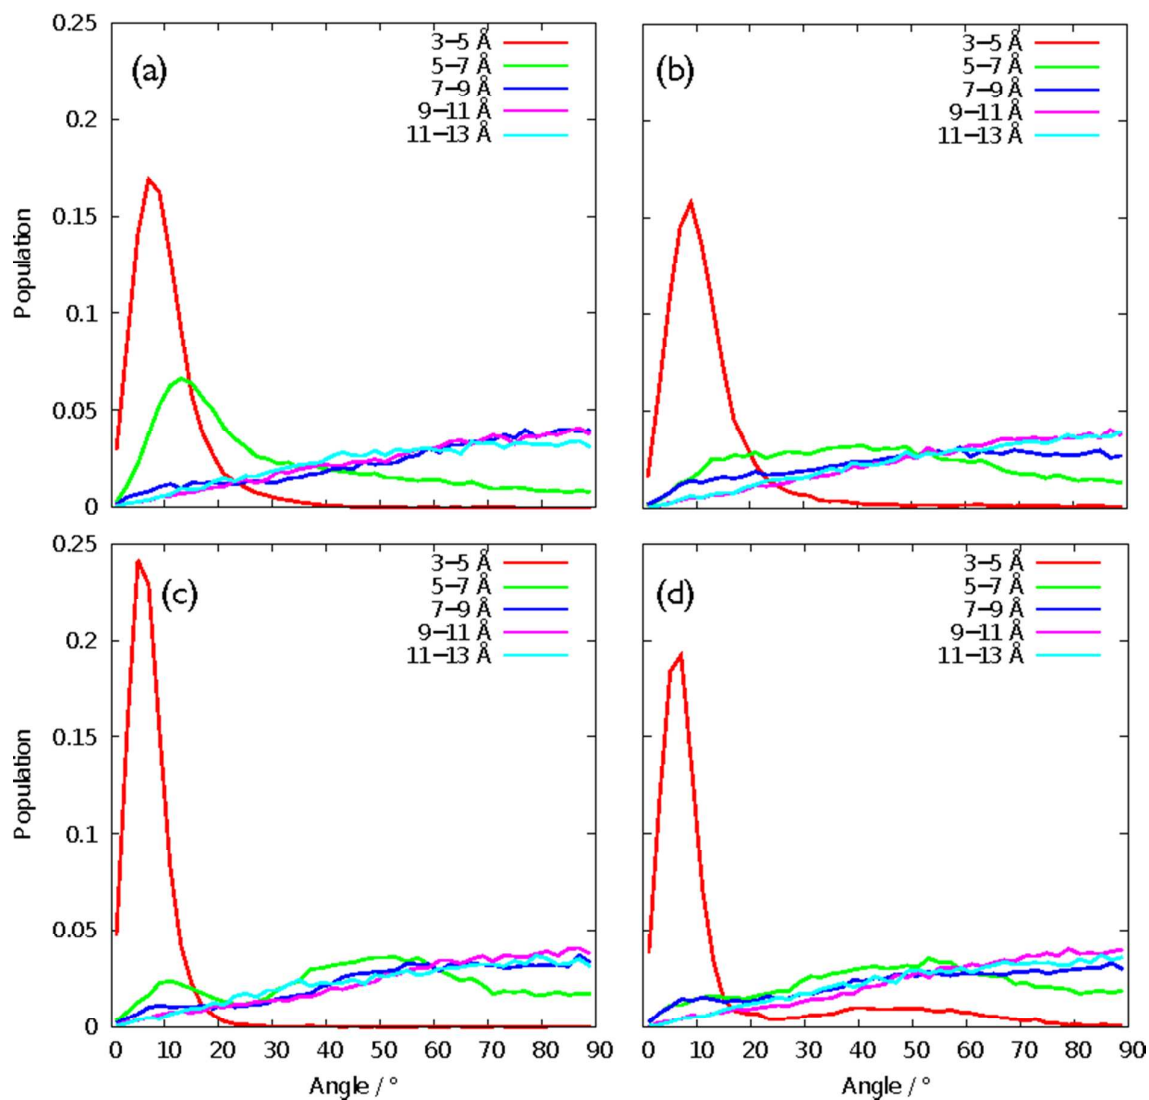 0.25
0.2
0.15
0.1
0.05
0
Population
(a)
3–5 Å
5–7 Å
7–9 Å
9–11 Å
11–13 Å
(b)
3–5 Å
5–7 Å
7–9 Å
9–11 Å
11–13 Å
0.25
0.2
0.15
0.1
0.05
0
Population
(c)
3–5 Å
5–7 Å
7–9 Å
9–11 Å
11–13 Å
0 10 20 30 40 50 60 70 80 90
Angle / °
(d)
3–5 Å
5–7 Å
7–9 Å
9–11 Å
11–13 Å
0 10 20 30 40 50 60 70 80 90
Angle / °